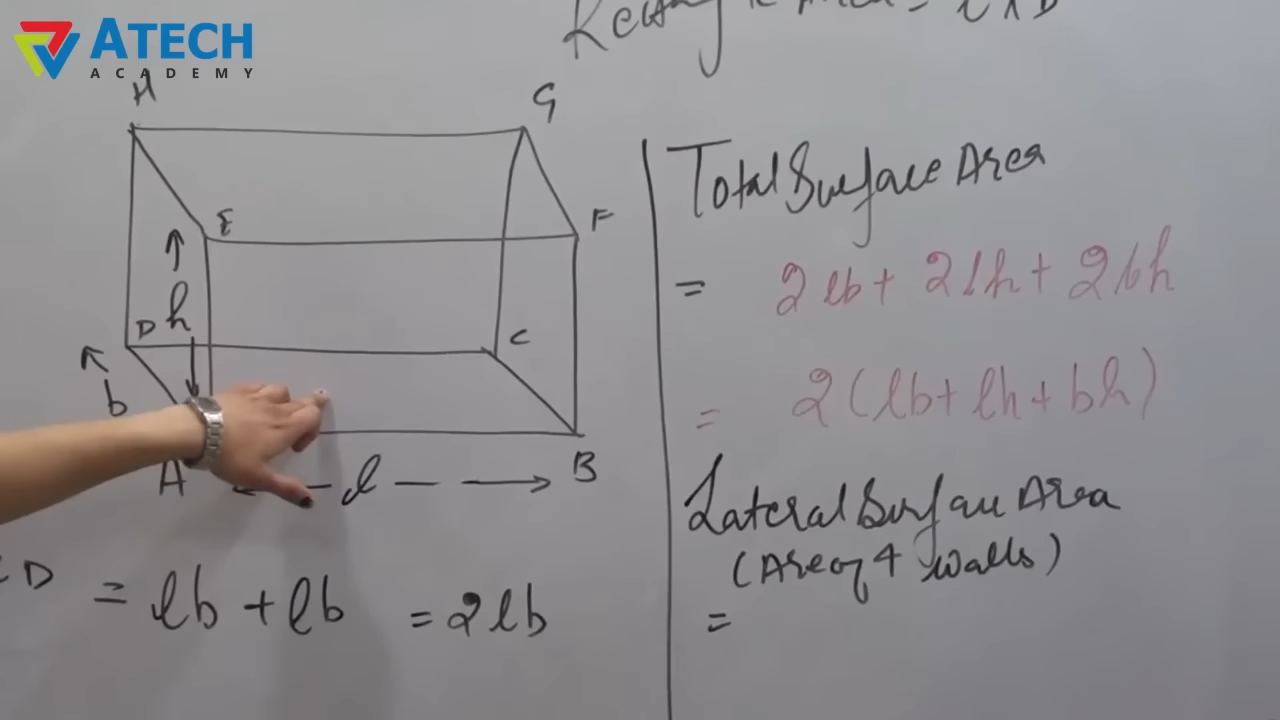 ATECH
ACADEMY
H
G
E
F
h
D
C
b
A
l
B
= lb + lb = 2lb
Total Surface Area
= 2lb + 2lh + 2bh
= 2(lb + lh + bh)
Lateral Surface Area
(Area of 4 walls)
=